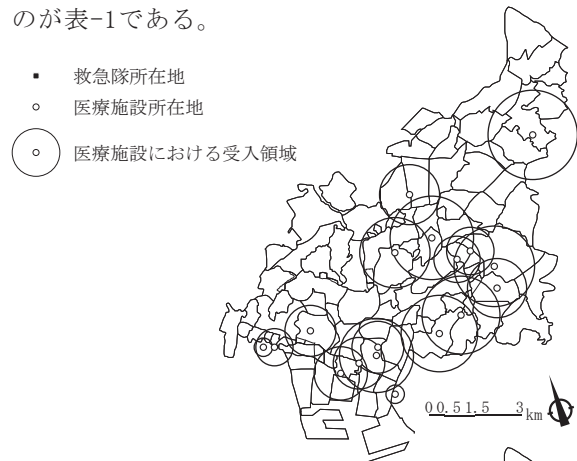 のが表-1である。
救急隊所在地
医療施設所在地
医療施設における受入領域
0 0.5 1.5 3 km